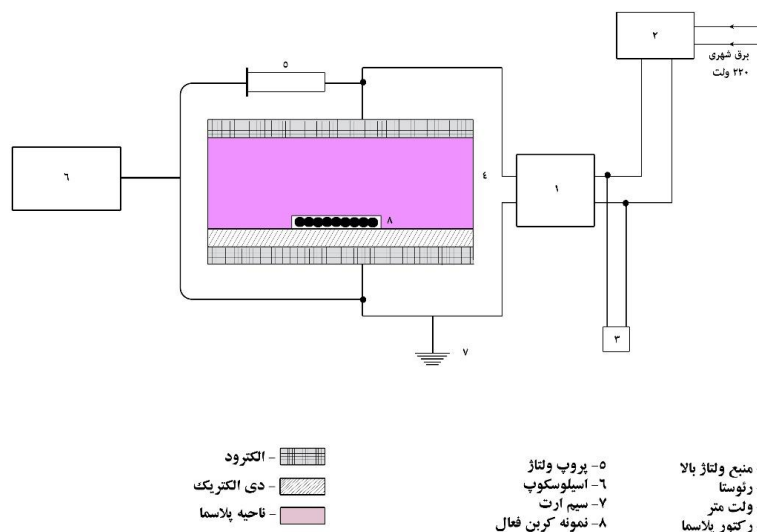 ۵
۲
برق شهری
۲۲۰ ولت
۴
۶
۱
۸
۳
۷
منبع ولتاژ بالا
رئوستا
ولت متر
رکتور پلاسما
۵- پروپ ولتاژ
۶- اسیلوسکوپ
۷- سیم ارت
۸- نمونه کربن فعال
- الکترود
- دی الکتریک
- ناحیه پلاسما